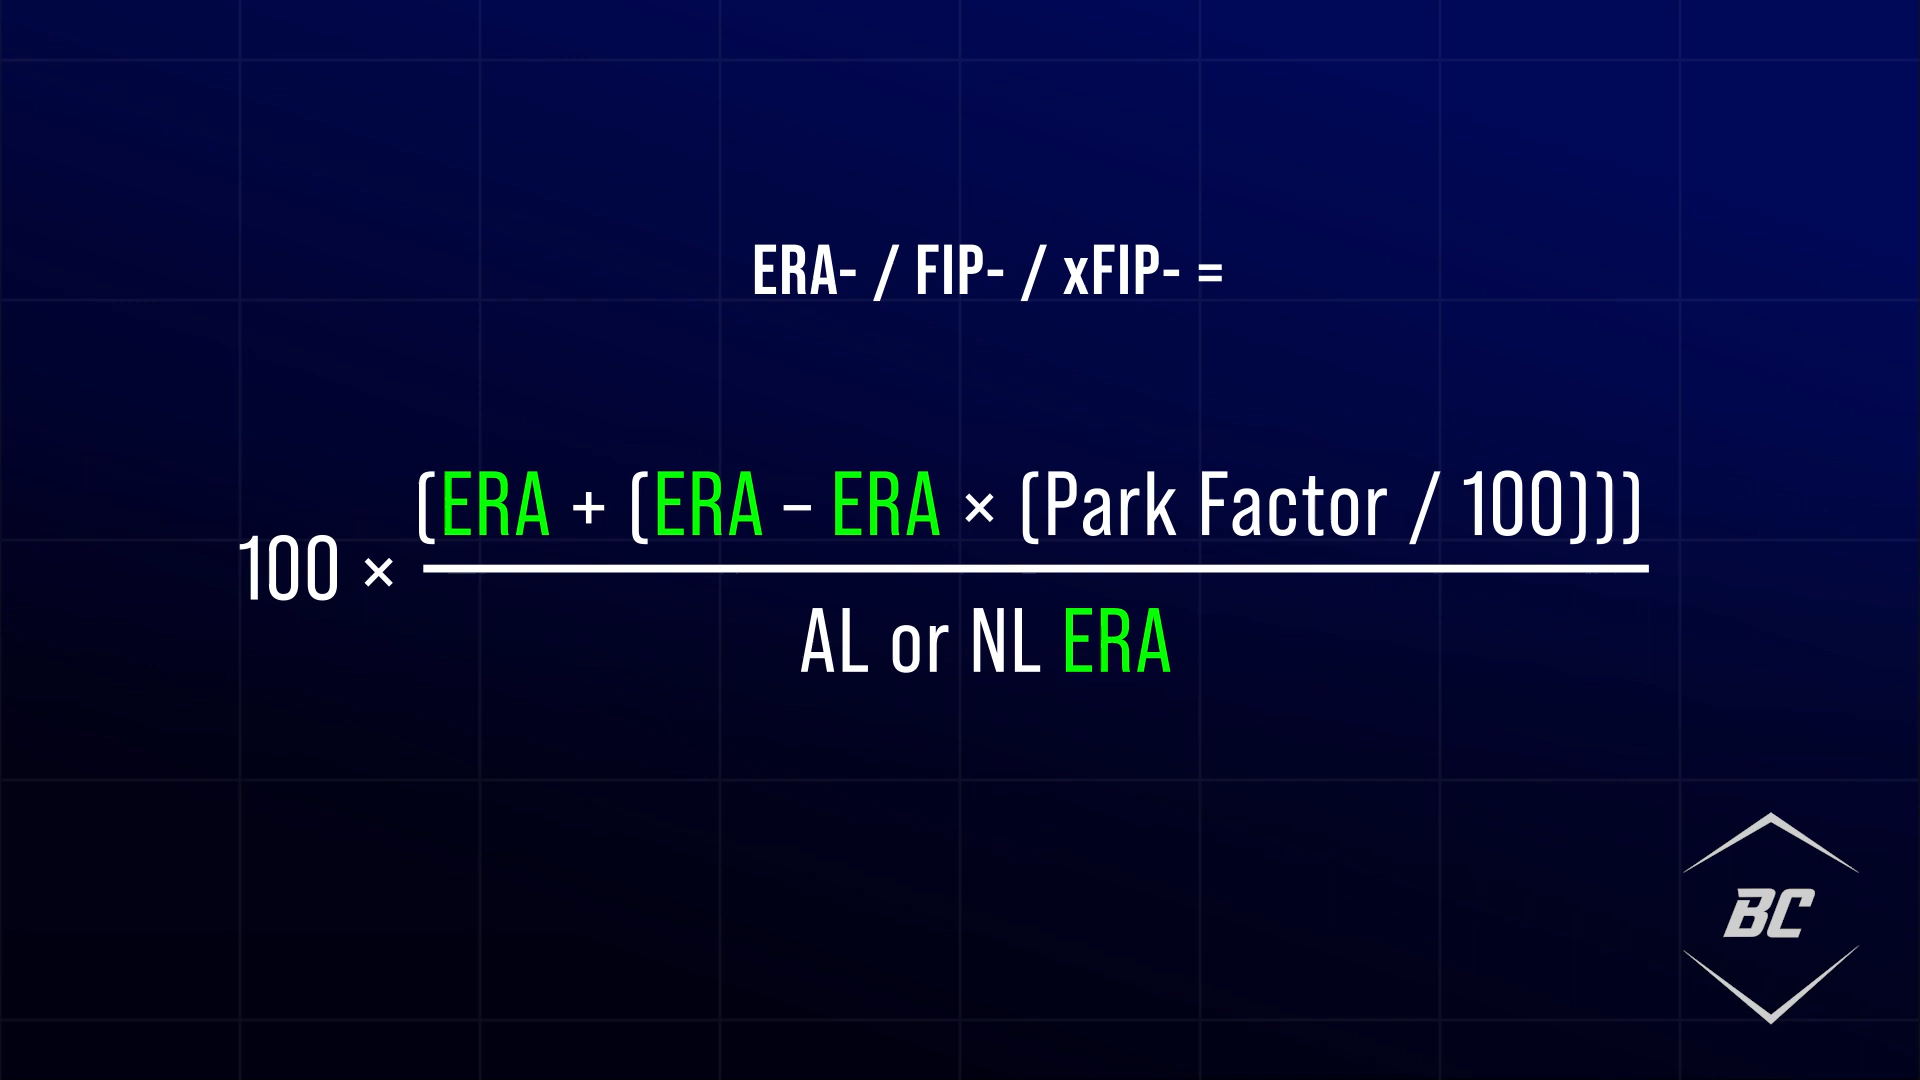 ERA- / FIP- / xFIP- =
(ERA + (ERA – ERA × (Park Factor / 100)))
100 ×
AL or NL ERA
BC